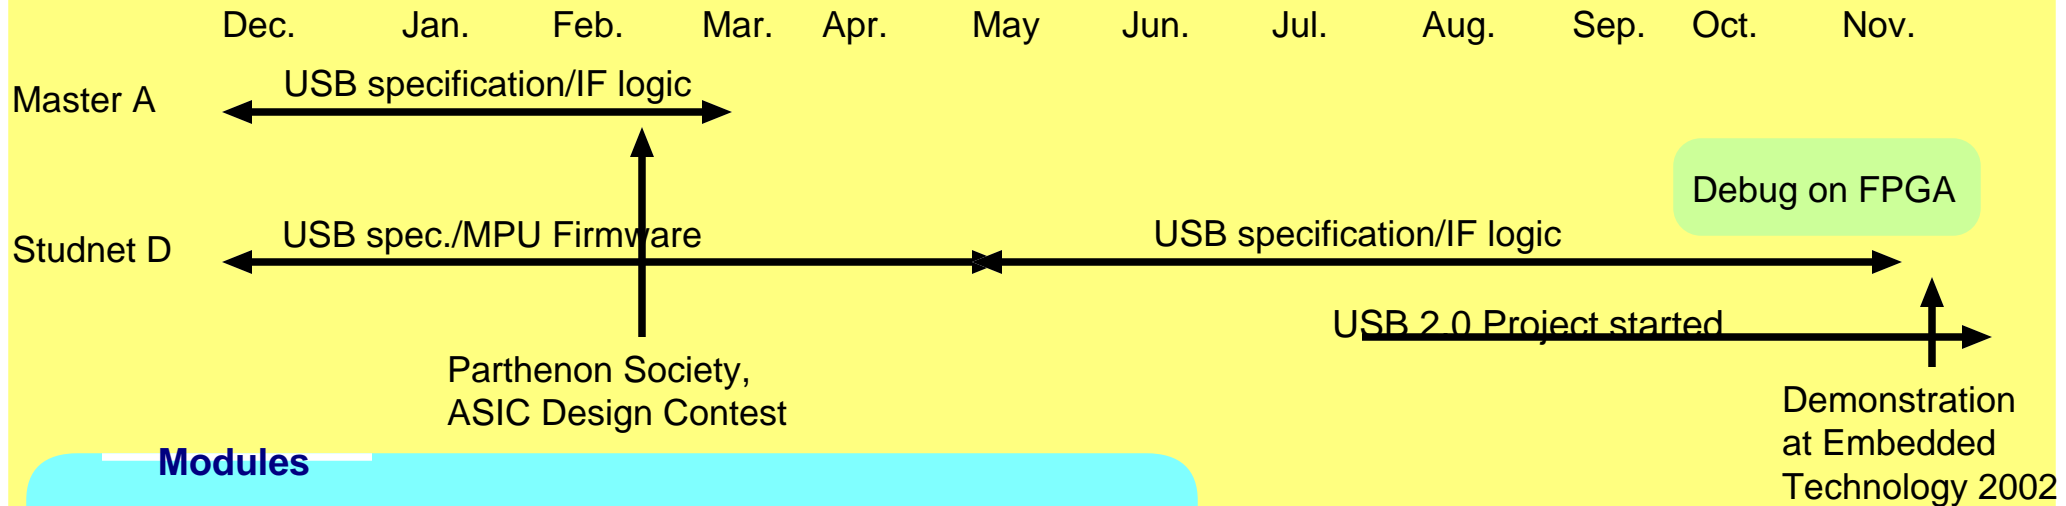 Dec. Jan. Feb. Mar. Apr. May Jun. Jul. Aug. Sep. Oct. Nov.
Master A
USB specification/IF logic
Debug on FPGA
Studnet D
USB spec./MPU Firmware
USB specification/IF logic
USB 2.0 Project started
Parthenon Society,
ASIC Design Contest
Demonstration
at Embedded
Technology 2002
Modules